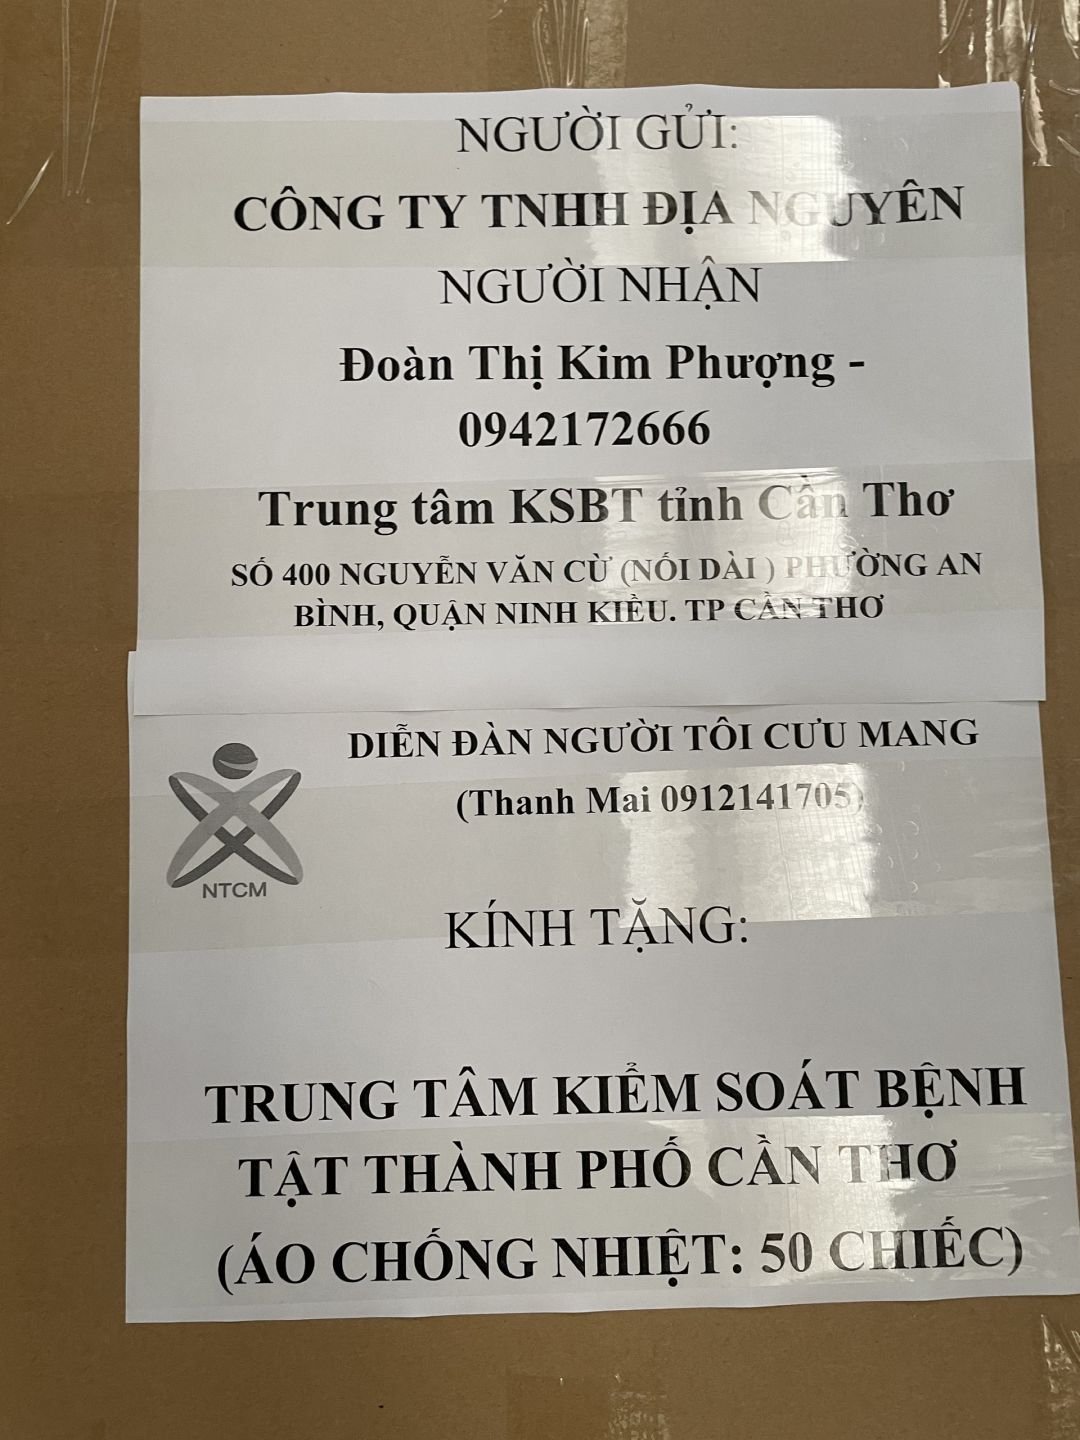 NGƯỜI GỬI:
CÔNG TY TNHH ĐỊA NGUYÊN
NGƯỜI NHẬN
Đoàn Thị Kim Phượng -
0942172666
Trung tâm KSBT tỉnh Cần Thơ
SỐ 400 NGUYỄN VĂN CỪ (NỐI DÀI ) PHƯỜNG AN
BÌNH, QUẬN NINH KIỀU. TP CẦN THƠ
DIỄN ĐÀN NGƯỜI TÔI CƯU MANG
(Thanh Mai 0912141705)
NTCM
KÍNH TẶNG:
TRUNG TÂM KIỂM SOÁT BỆNH
TẬT THÀNH PHỐ CẦN THƠ
(ÁO CHỐNG NHIỆT: 50 CHIẾC)